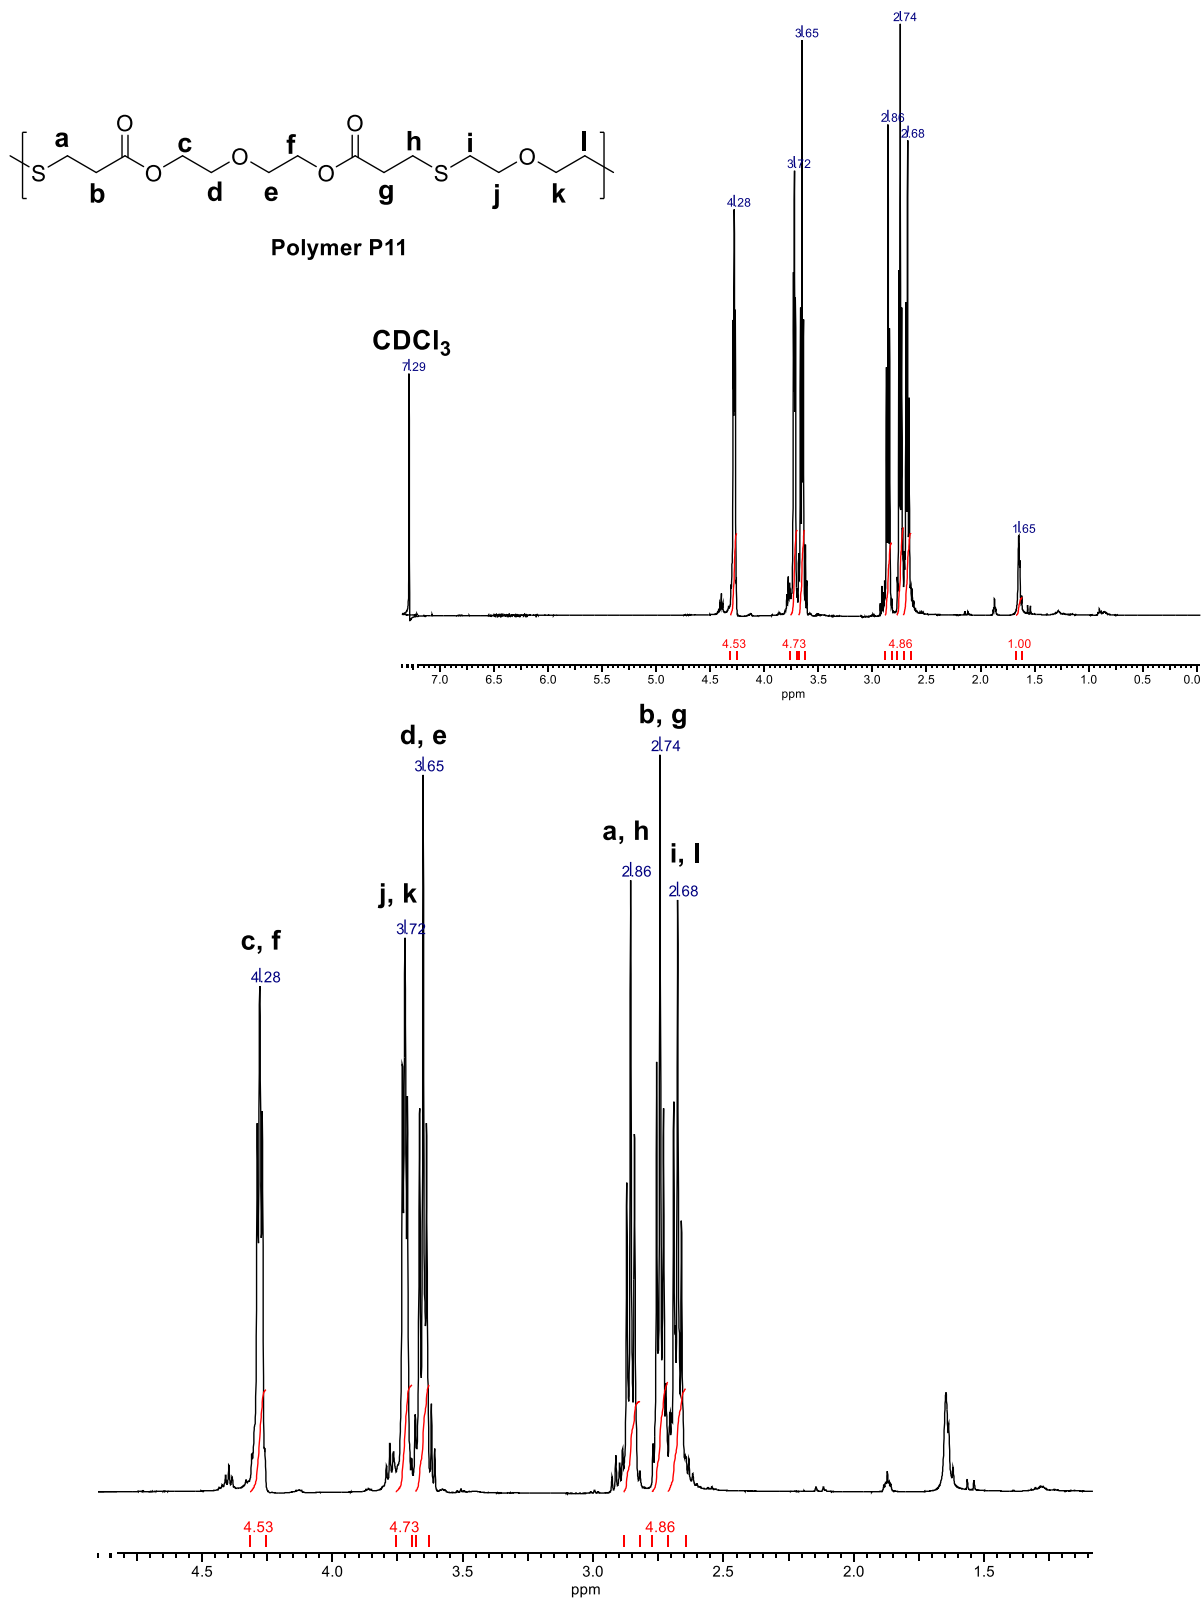 2.74
3.65
2.86
2.68
3.72
4.28
O
O
a
c
f
h
i
l
S
O
O
O
S
O
b
d
e
g
j
k
Polymer P11
CDCl3
7.29
1.65
4.53
4.73
4.86
1.00
7.0
6.5
6.0
5.5
5.0
4.5
4.0
3.5
3.0
2.5
2.0
1.5
1.0
0.5
0.0
ppm
b, g
d, e
2.74
3.65
a, h
i, l
2.86
2.68
j, k
3.72
c, f
4.28
4.53
4.73
4.86
4.5
4.0
3.5
3.0
2.5
2.0
1.5
ppm